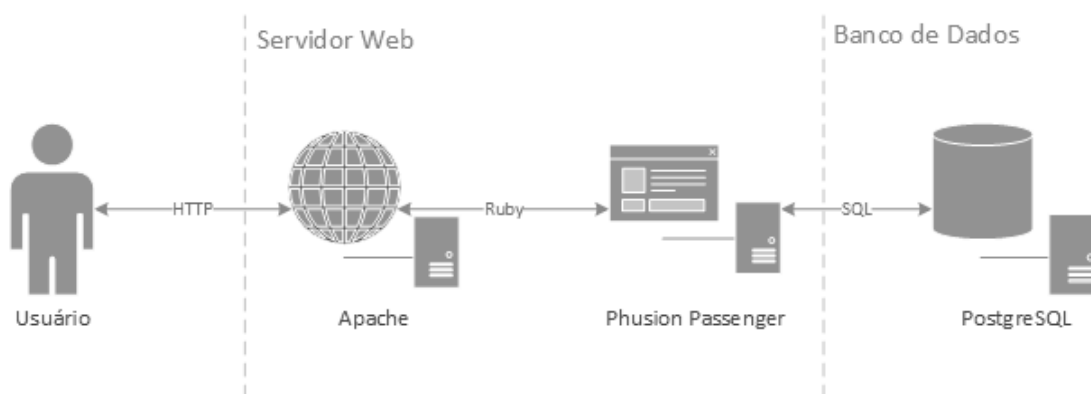 Servidor Web
Banco de Dados
HTTP
Ruby
SQL
Usuário
Apache
Phusion Passenger
PostgreSQL